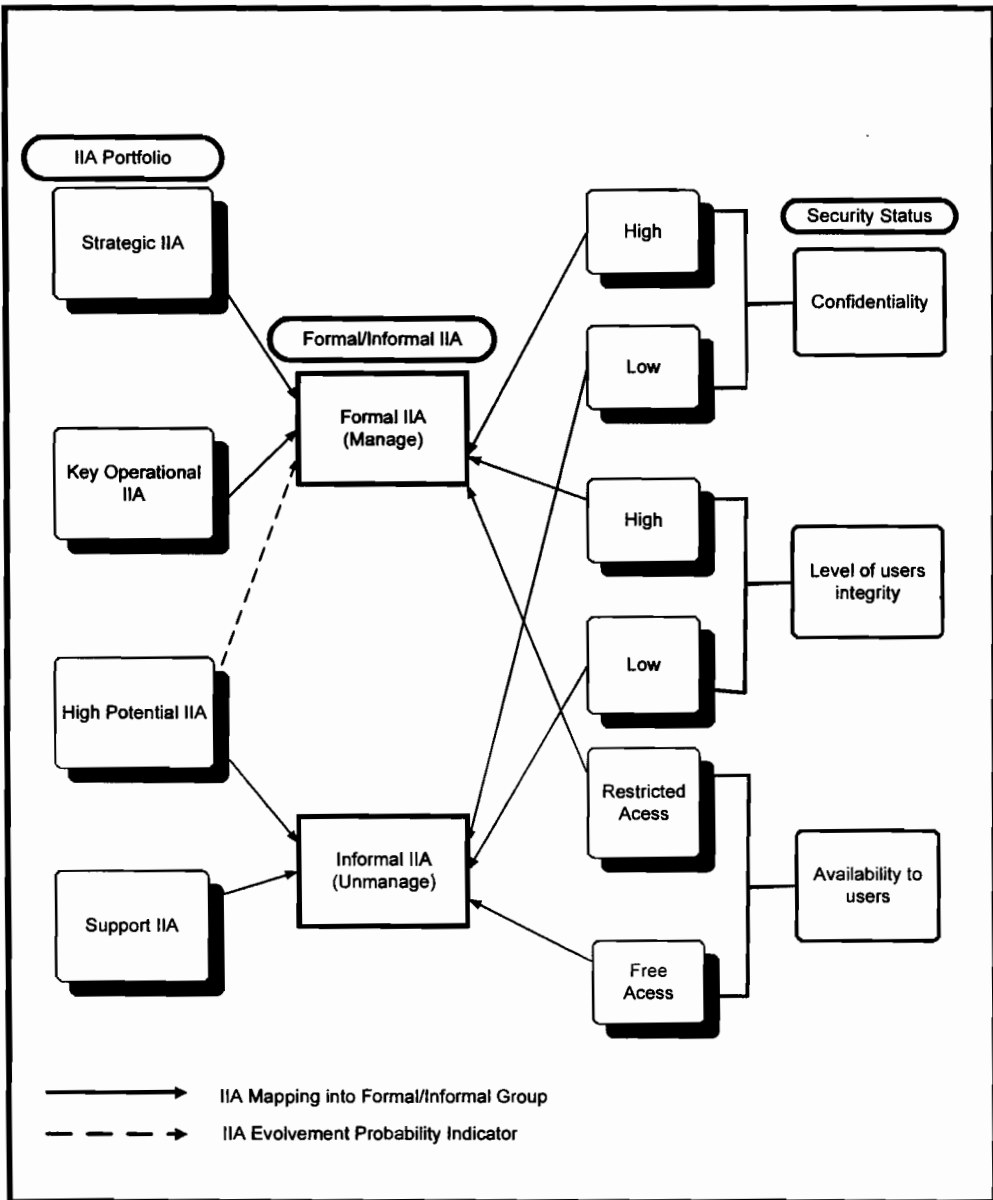 IIA Portfolio
Strategic IIA
Key Operational
IIA
High Potential IIA
Support IIA
Formal/Informal IIA
Formal IIA
(Manage)
Informal IIA
(Unmanage)
High
Low
High
Low
Restricted
Acess
Free
Acess
Security Status
Confidentiality
Level of users
integrity
Availability to
users
IIA Mapping into Formal/Informal Group
IIA Evolvement Probability Indicator